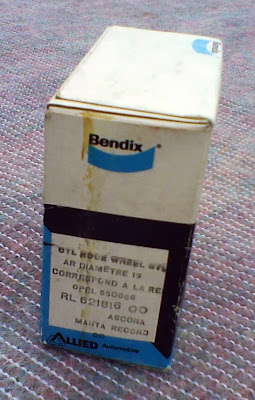 Bendix
CYL ROUE WHEEL CYL
AR DIAMETRE 19
CORRESPOND A LA RE
OPEL 550068
RL 621816 00
ASCONA
MANTA RECORD
ALLIED Automotive